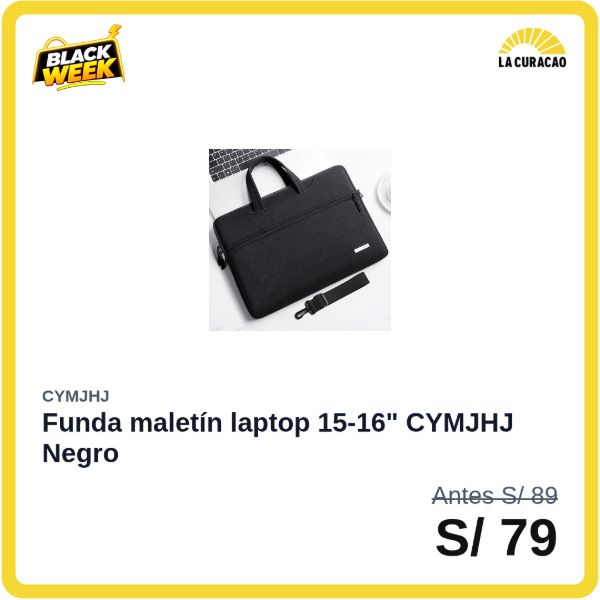 BLACK
WEEK
LA CURACAO
CYMJHJ
Funda maletín laptop 15-16" CYMJHJ
Negro
Antes S/ 89
S/ 79